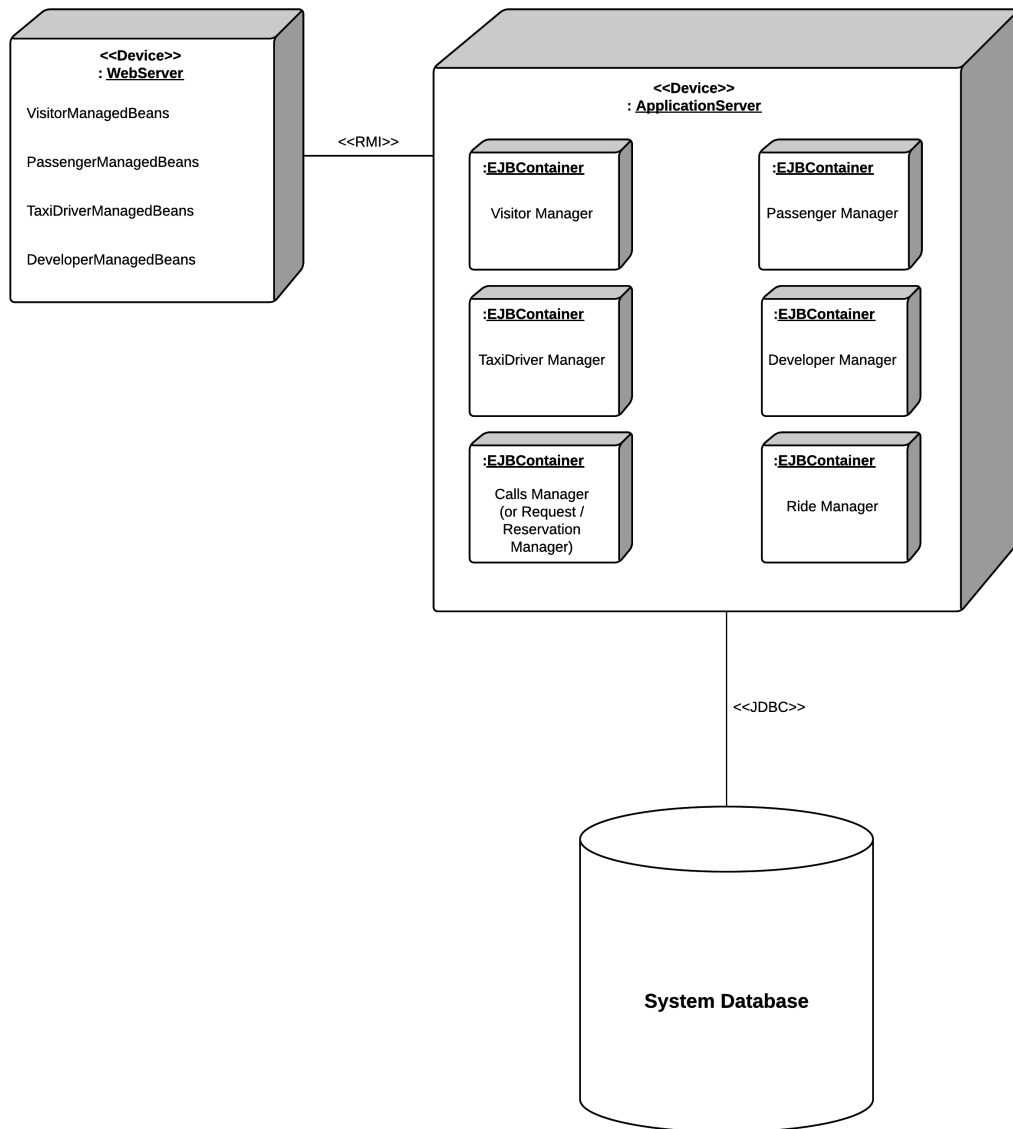 <<Device>>
: WebServer
VisitorManagedBeans
PassengerManagedBeans
TaxiDriverManagedBeans
DeveloperManagedBeans
<<RMI>>
<<Device>>
: ApplicationServer
:EJBContainer
Visitor Manager
:EJBContainer
Passenger Manager
:EJBContainer
TaxiDriver Manager
:EJBContainer
Developer Manager
:EJBContainer
Calls Manager
(or Request /
Reservation
Manager)
:EJBContainer
Ride Manager
<<JDBC>>
System Database